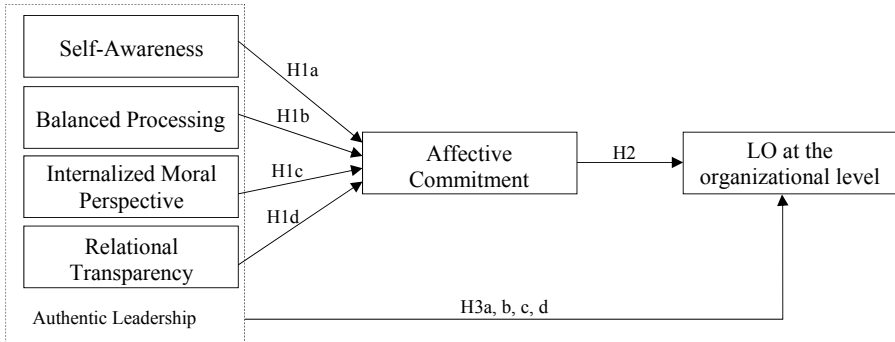 Self-Awareness
H1a
Balanced Processing
H1b
Internalized Moral
Perspective
H1c
Relational
Transparency
H1d
Authentic Leadership
Affective
Commitment
H2
LO at the
organizational level
H3a, b, c, d